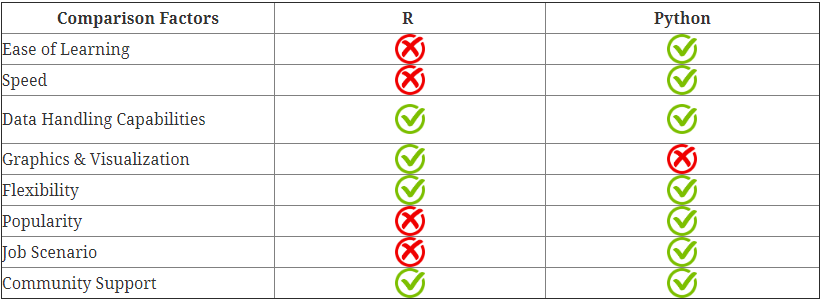 Comparison Factors R Python
Ease of Learning
Speed
Data Handling Capabilities
Graphics & Visualization
Flexibility
Popularity
Job Scenario
Community Support